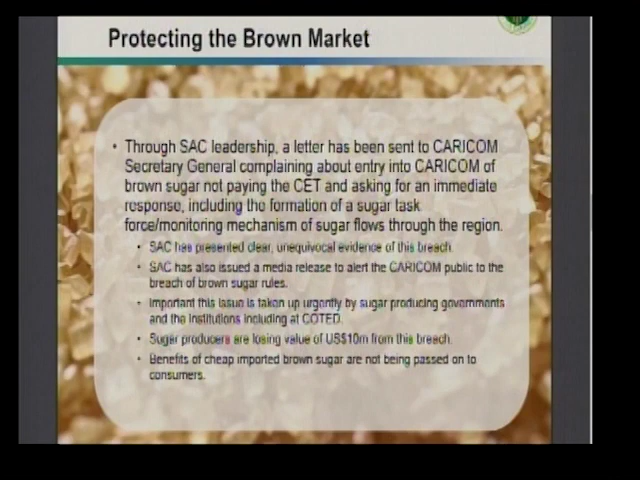 Protecting the Brown Market
• Through SAC leadership, a letter has been sent to CARICOM
Secretary General complaining about entry into CARICOM of
brown sugar not paying the CET and asking for an immediate
response, including the formation of a sugar task
force/monitoring mechanism of sugar flows through the region.
• SAC has presented clear, unequivocal evidence of this breach.
• SAC has also issued a media release to alert the CARICOM public to the
breach of brown sugar rules.
• Important this issue is taken up urgently by sugar producing governments
and the institutions including at COTED.
• Sugar producers are losing value of US$10m from this breach.
• Benefits of cheap imported brown sugar are not being passed on to
consumers.